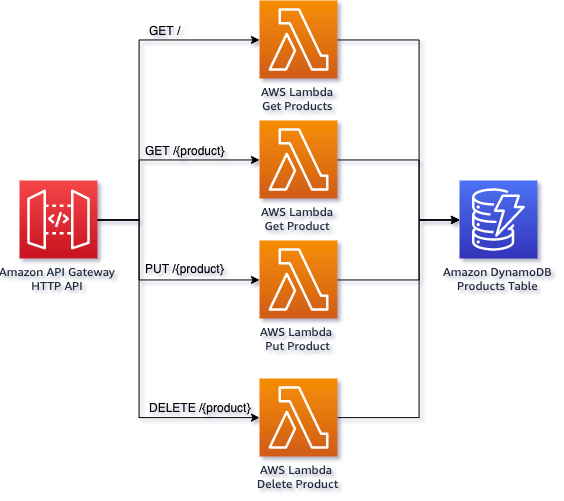 GET /
AWS Lambda
Get Products
GET /{product}
AWS Lambda
Get Product
</>
Amazon API Gateway
HTTP API
Amazon DynamoDB
Products Table
PUT /{product}
AWS Lambda
Put Product
DELETE /{product}
AWS Lambda
Delete Product